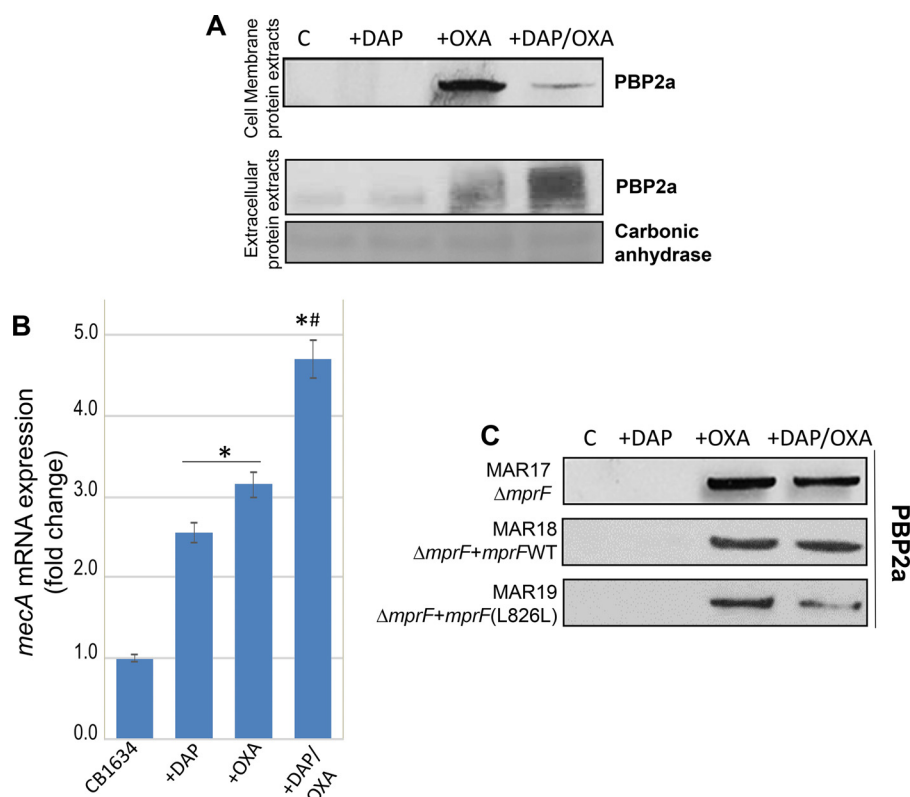 A
Cell Membrane
protein extracts
C +DAP +OXA +DAP/OXA
PBP2a
Extracellular
protein extracts
PBP2a
Carbonic
anhydrase
B
mecA mRNA expression
(fold change)
5.0
4.0
3.0
2.0
1.0
0.0
*
*#
CB1634
+DAP
+OXA
+DAP/
OXA
C
C +DAP +OXA +DAP/OXA
MAR17
ΔmprF
MAR18
ΔmprF+mprFWT
MAR19
ΔmprF+mprF(L826L)
PBP2a